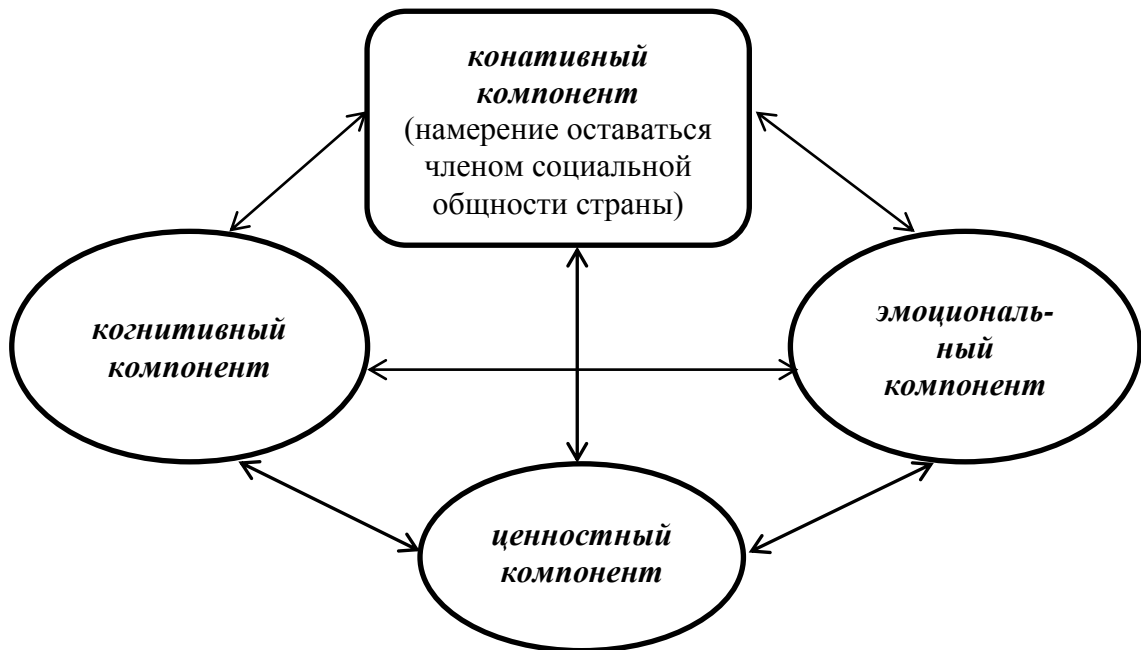 конативный
компонент
(намерение оставаться
членом социальной
общности страны)
когнитивный
компонент
эмоциональ-
ный
компонент
ценностный
компонент